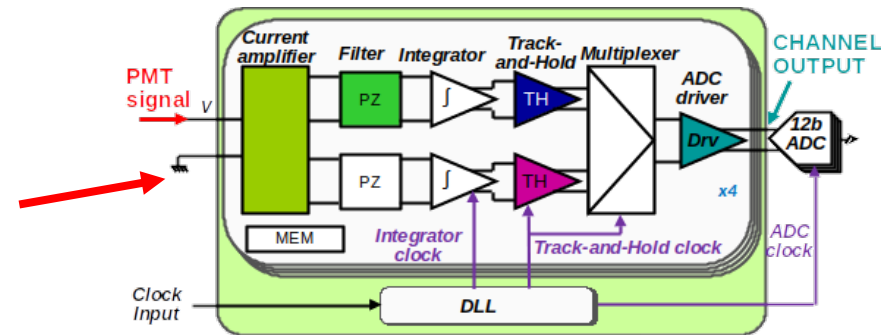 Current
amplifier
Filter
Integrator
Track-
and-Hold
Multiplexer
ADC
driver
CHANNEL
OUTPUT
PMT
signal
V
PZ
∫
TH
Drv
12b
ADC
PZ
∫
TH
x4
MEM
Integrator
clock
Track-and-Hold clock
ADC
clock
Clock
Input
DLL